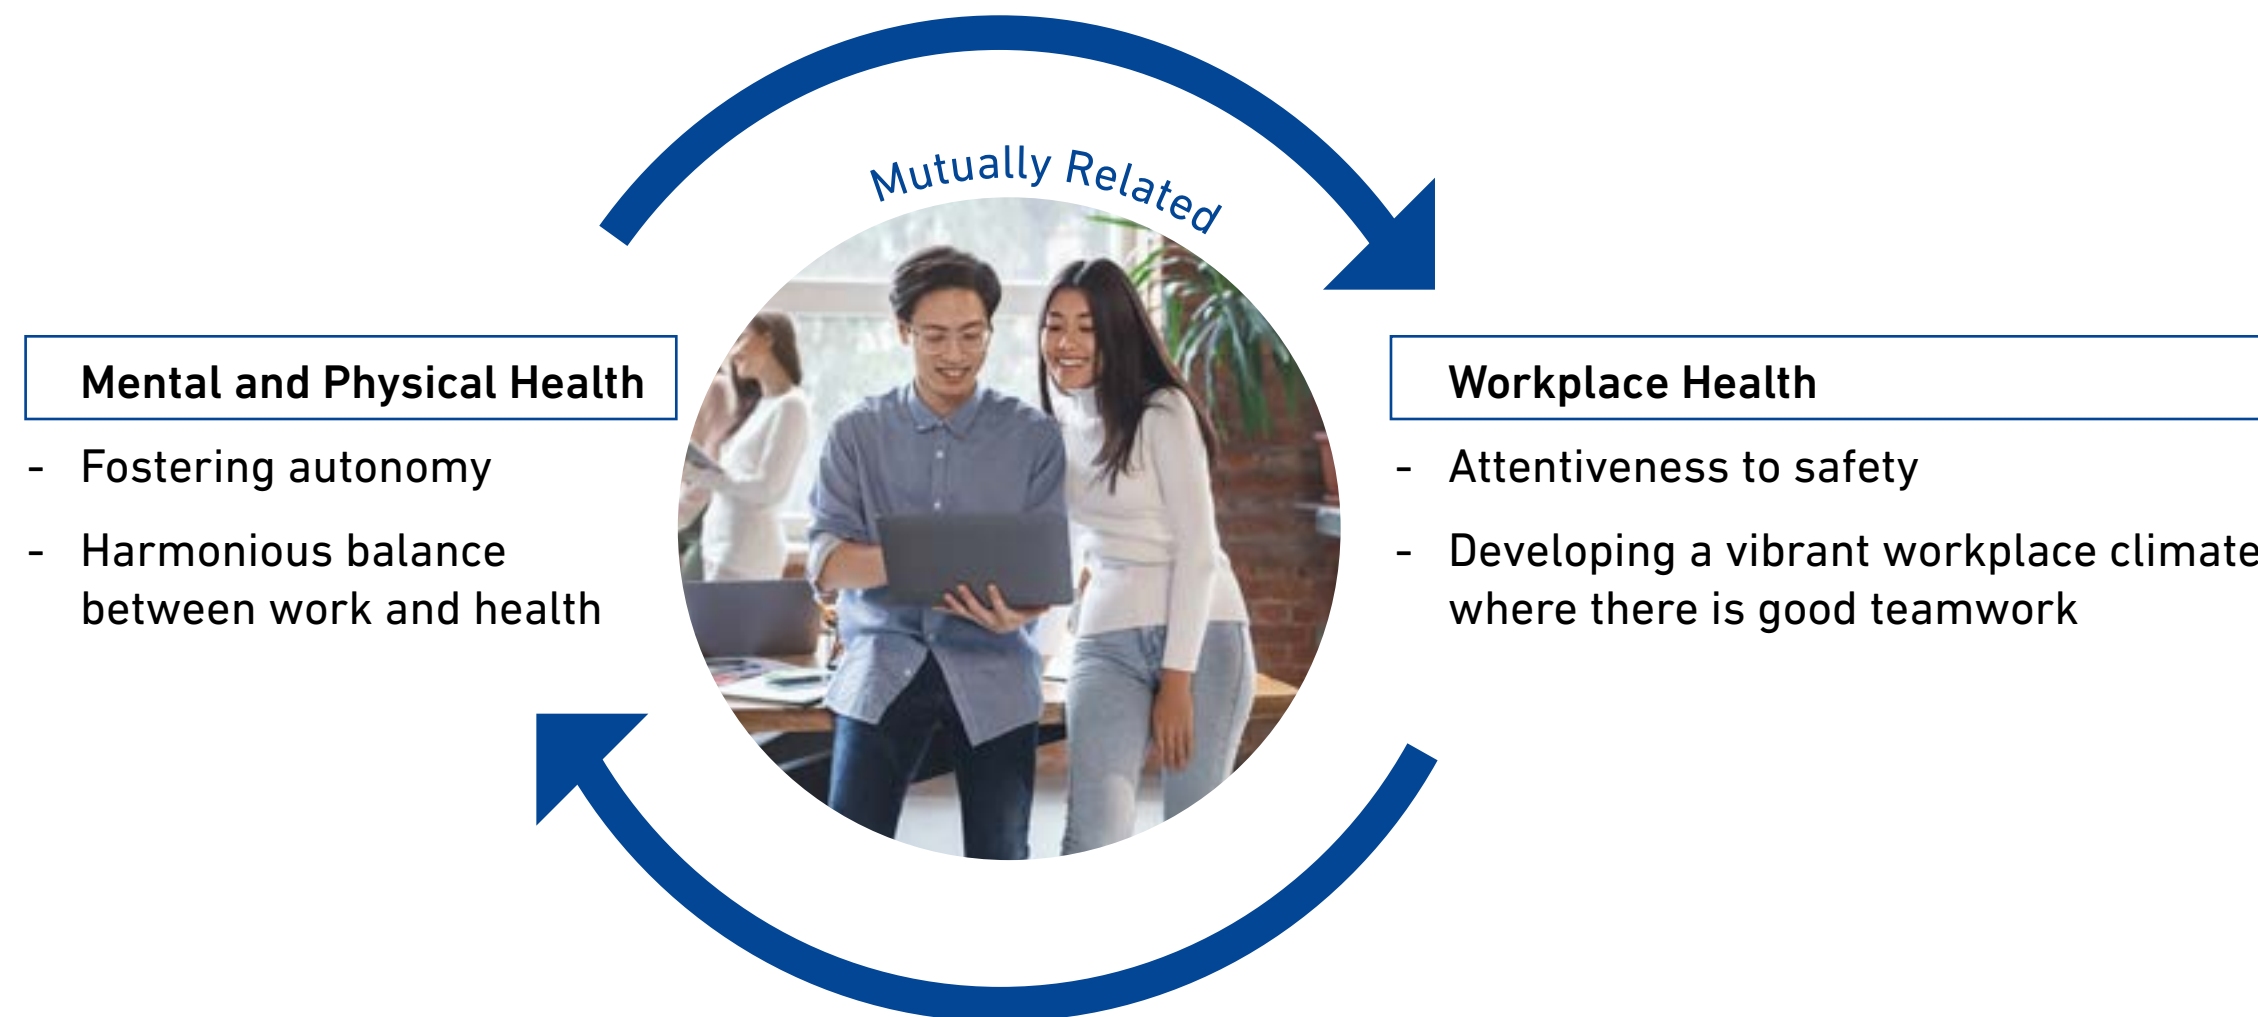 Mutually Related
Mental and Physical Health
- Fostering autonomy
- Harmonious balance
between work and health
Workplace Health
- Attentiveness to safety
- Developing a vibrant workplace climate
where there is good teamwork